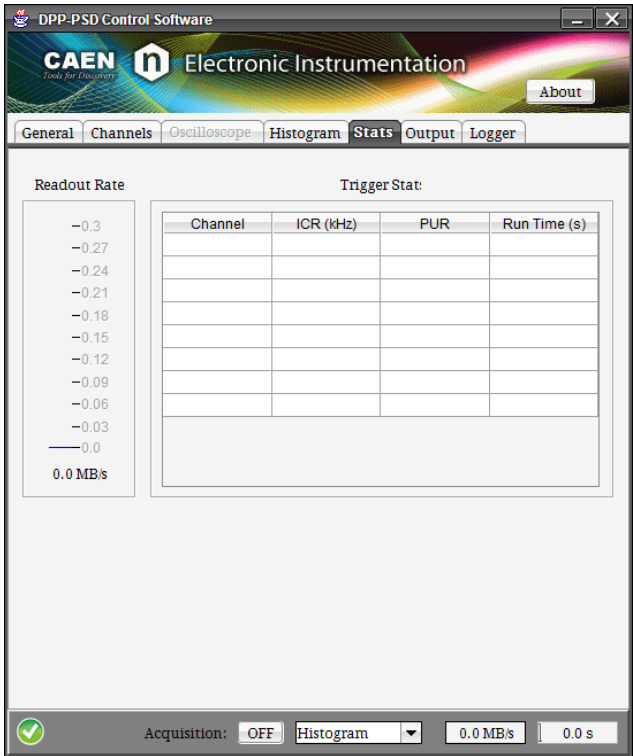 DPP-PSD Control Software
CAEN n Electronic Instrumentation
Tools for Discovery
About
General Channels Oscilloscope Histogram Stats Output Logger
Readout Rate Trigger Stat
Channel ICR (kHz) PUR Run Time (s)
0.3
0.27
0.24
0.21
0.18
0.15
0.12
0.09
0.06
0.03
0.0
0.0 MB/s
Acquisition: OFF Histogram 0.0 MB/s 0.0 s